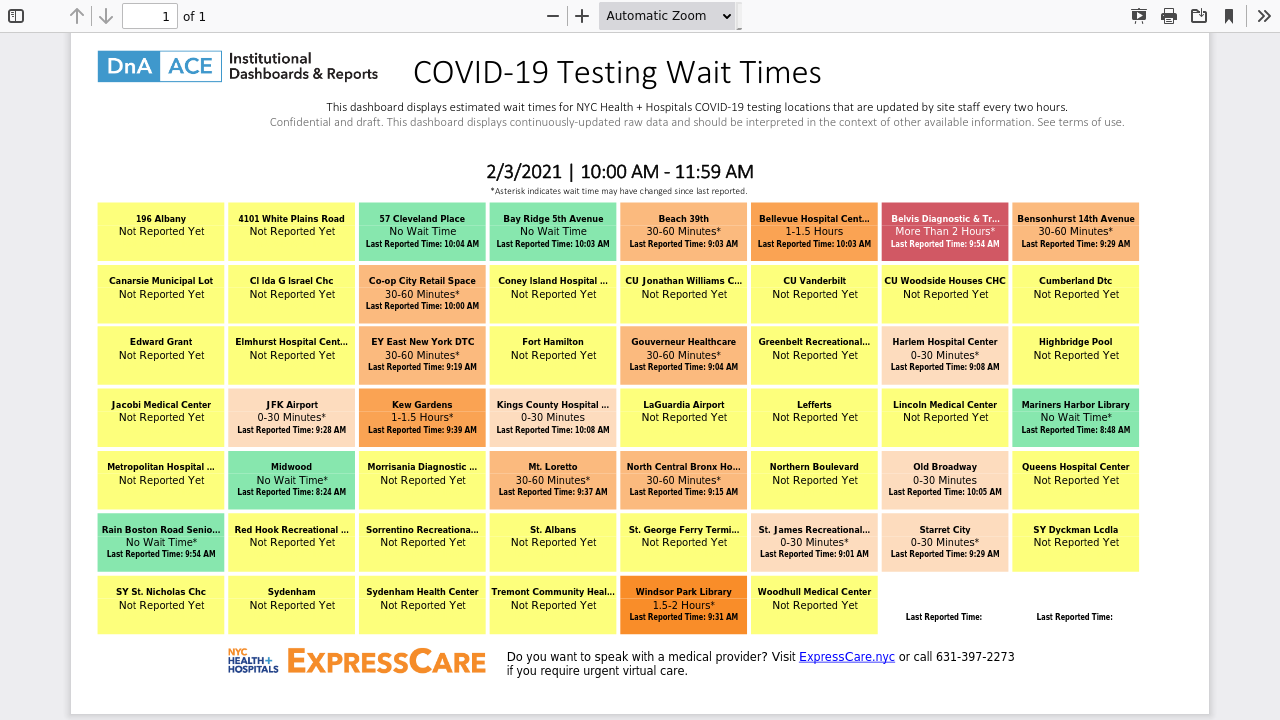 1 of 1 Automatic Zoom
DnA ACE Institutional
Dashboards & Reports
COVID-19 Testing Wait Times
This dashboard displays estimated wait times for NYC Health + Hospitals COVID-19 testing locations that are updated by site staff every two hours.
Confidential and draft. This dashboard displays continuously-updated raw data and should be interpreted in the context of other available information. See terms of use.
2/3/2021 | 10:00 AM - 11:59 AM
*Asterisk indicates wait time may have changed since last reported.
196 Albany
Not Reported Yet
4101 White Plains Road
Not Reported Yet
57 Cleveland Place
No Wait Time
Last Reported Time: 10:04 AM
Bay Ridge 5th Avenue
No Wait Time
Last Reported Time: 10:03 AM
Beach 39th
30-60 Minutes*
Last Reported Time: 9:03 AM
Bellevue Hospital Cent...
1-1.5 Hours
Last Reported Time: 10:03 AM
Belvis Diagnostic & Tr...
More Than 2 Hours*
Last Reported Time: 9:54 AM
Bensonhurst 14th Avenue
30-60 Minutes*
Last Reported Time: 9:29 AM
Canarsie Municipal Lot
Not Reported Yet
CI Ida G Israel Chc
Not Reported Yet
Co-op City Retail Space
30-60 Minutes*
Last Reported Time: 10:00 AM
Coney Island Hospital ...
Not Reported Yet
CU Jonathan Williams C...
Not Reported Yet
CU Vanderbilt
Not Reported Yet
CU Woodside Houses CHC
Not Reported Yet
Cumberland Dtc
Not Reported Yet
Edward Grant
Not Reported Yet
Elmhurst Hospital Cent...
Not Reported Yet
EY East New York DTC
30-60 Minutes*
Last Reported Time: 9:19 AM
Fort Hamilton
Not Reported Yet
Gouverneur Healthcare
30-60 Minutes*
Last Reported Time: 9:04 AM
Greenbelt Recreational...
Not Reported Yet
Harlem Hospital Center
0-30 Minutes*
Last Reported Time: 9:08 AM
Highbridge Pool
Not Reported Yet
Jacobi Medical Center
Not Reported Yet
JFK Airport
0-30 Minutes*
Last Reported Time: 9:28 AM
Kew Gardens
1-1.5 Hours*
Last Reported Time: 9:39 AM
Kings County Hospital ...
0-30 Minutes
Last Reported Time: 10:08 AM
LaGuardia Airport
Not Reported Yet
Lefferts
Not Reported Yet
Lincoln Medical Center
Not Reported Yet
Mariners Harbor Library
No Wait Time*
Last Reported Time: 8:48 AM
Metropolitan Hospital ...
Not Reported Yet
Midwood
No Wait Time*
Last Reported Time: 8:24 AM
Morrisania Diagnostic ...
Not Reported Yet
Mt. Loretto
30-60 Minutes*
Last Reported Time: 9:37 AM
North Central Bronx Ho...
30-60 Minutes*
Last Reported Time: 9:15 AM
Northern Boulevard
Not Reported Yet
Old Broadway
0-30 Minutes
Last Reported Time: 10:05 AM
Queens Hospital Center
Not Reported Yet
Rain Boston Road Senio...
No Wait Time*
Last Reported Time: 9:54 AM
Red Hook Recreational ...
Not Reported Yet
Sorrentino Recreationa...
Not Reported Yet
St. Albans
Not Reported Yet
St. George Ferry Termi...
Not Reported Yet
St. James Recreational...
0-30 Minutes*
Last Reported Time: 9:01 AM
Starret City
0-30 Minutes*
Last Reported Time: 9:29 AM
SY Dyckman Lcdla
Not Reported Yet
SY St. Nicholas Chc
Not Reported Yet
Sydenham
Not Reported Yet
Sydenham Health Center
Not Reported Yet
Tremont Community Heal...
Not Reported Yet
Windsor Park Library
1.5-2 Hours*
Last Reported Time: 9:31 AM
Woodhull Medical Center
Not Reported Yet
Last Reported Time:
Last Reported Time:
NYC
HEALTH+
HOSPITALS
EXPRESSCARE
Do you want to speak with a medical provider? Visit ExpressCare.nyc or call 631-397-2273
if you require urgent virtual care.